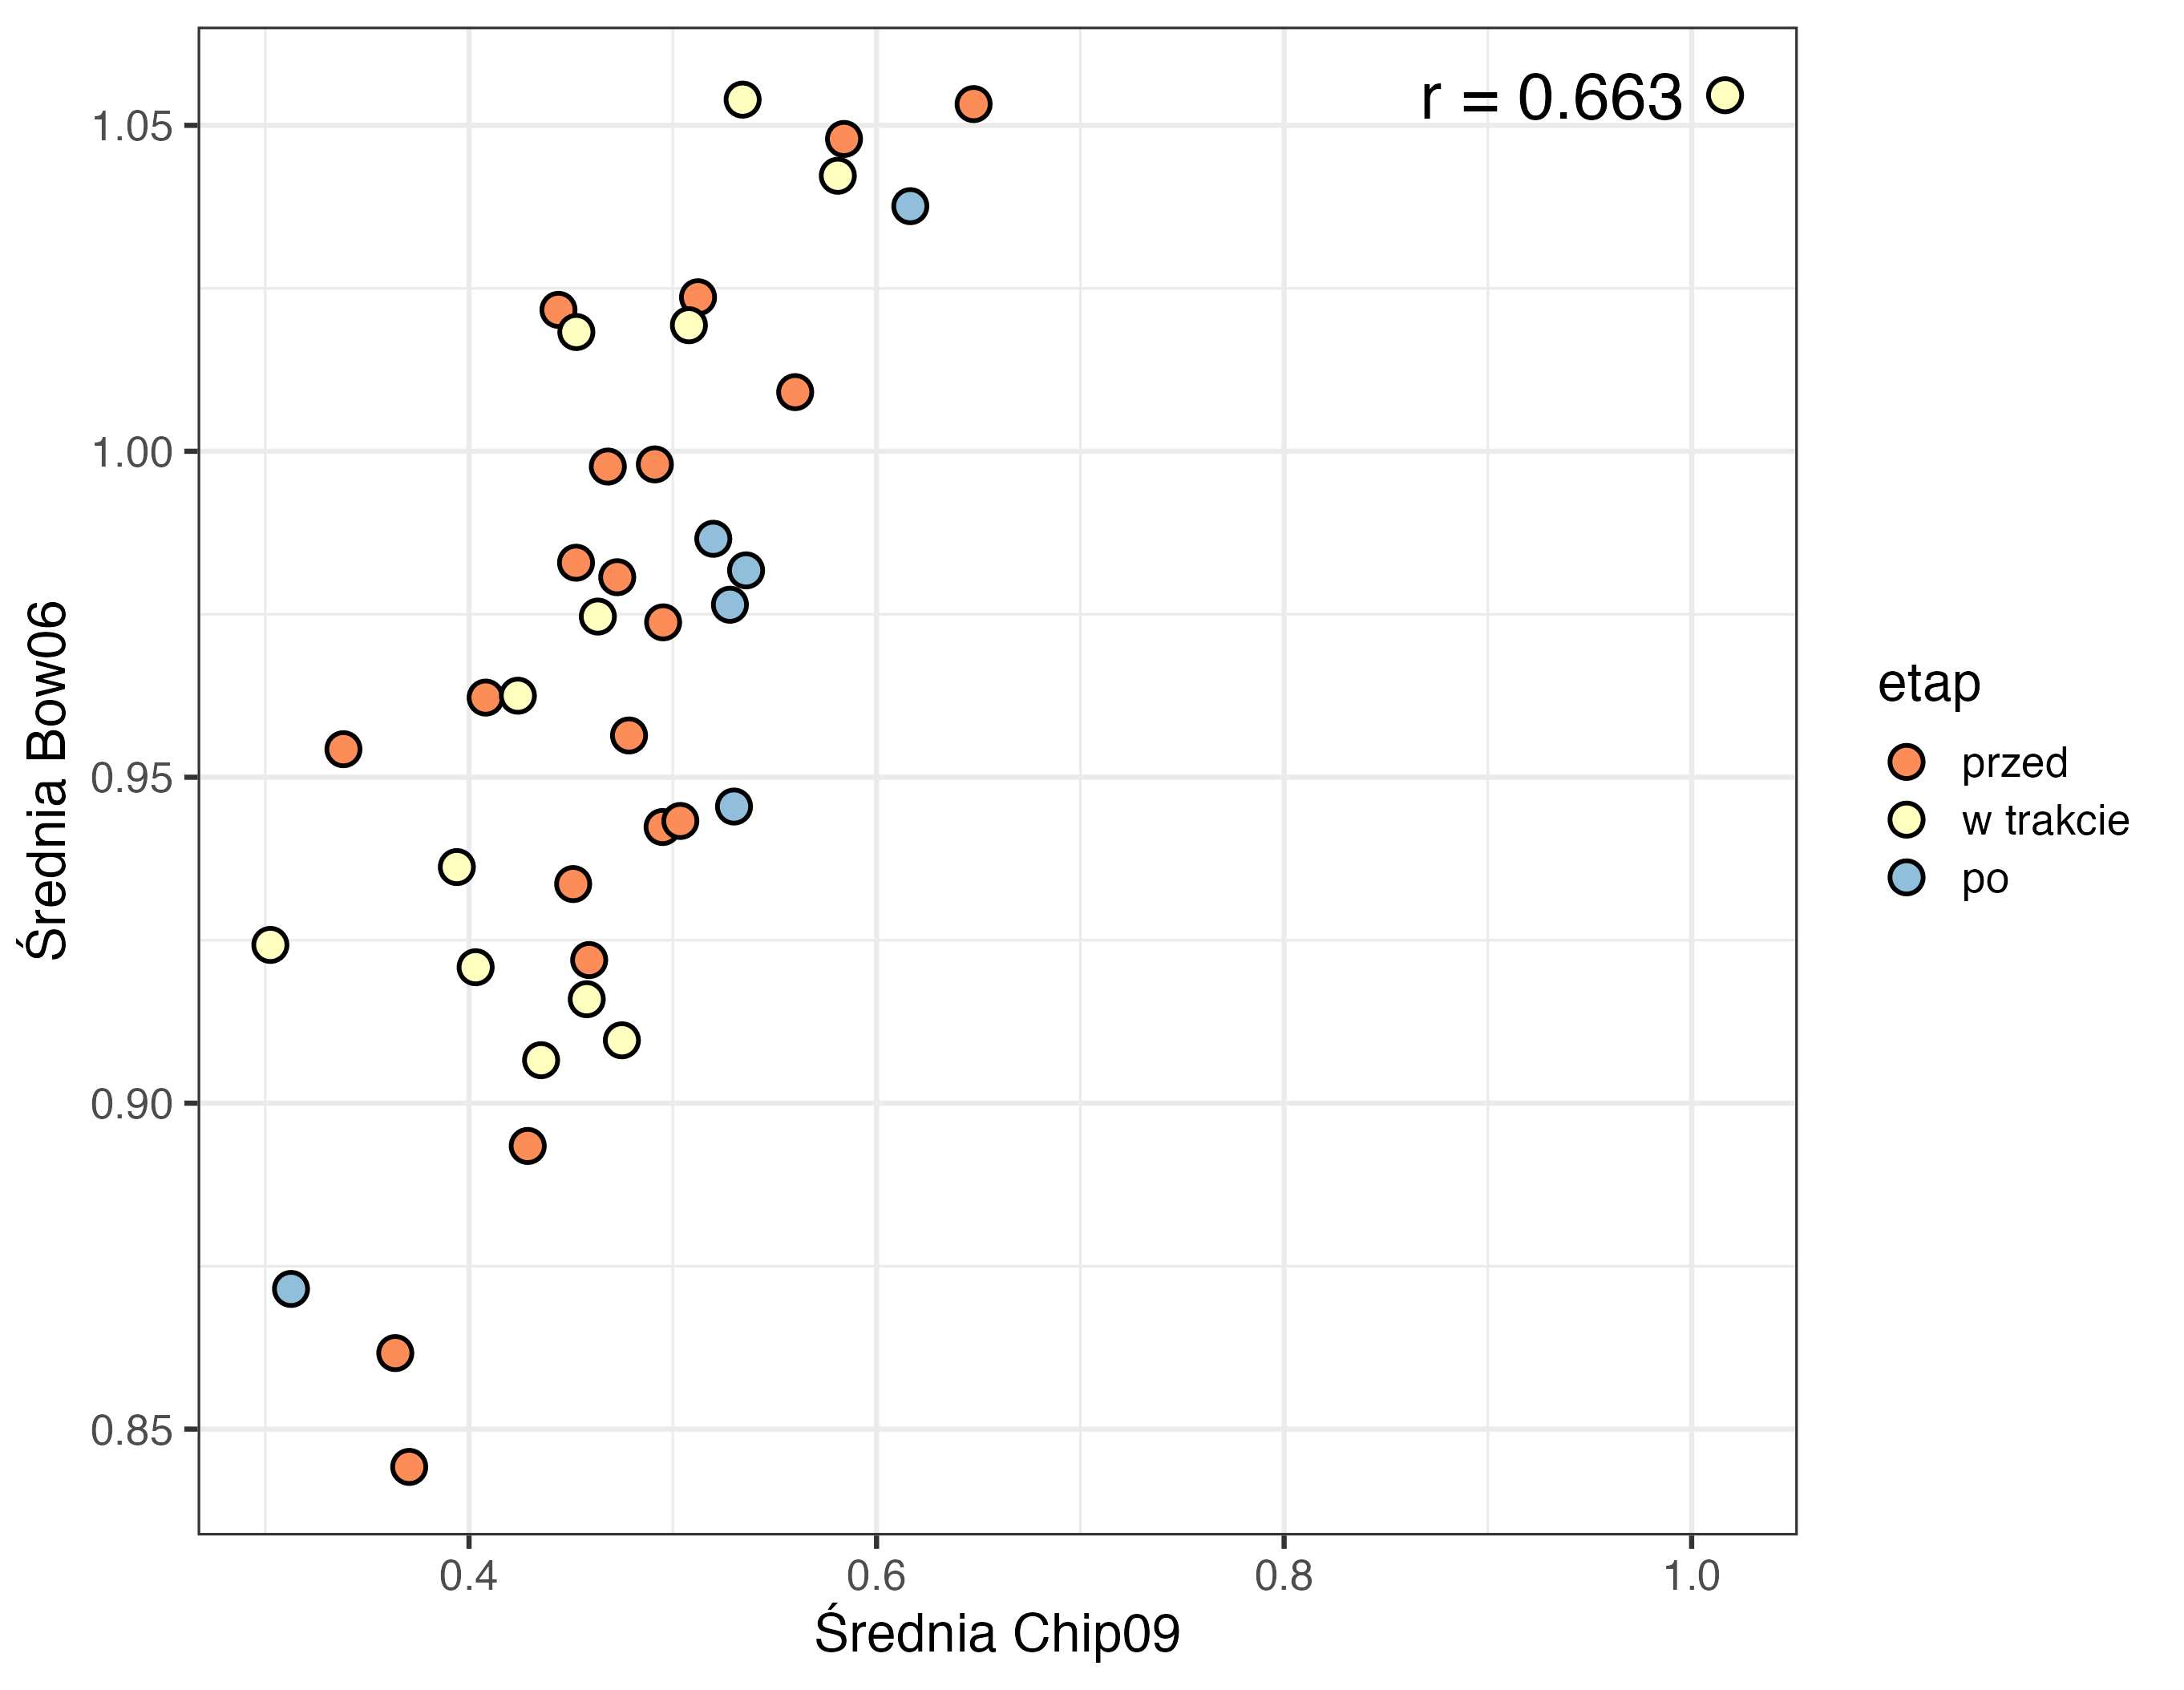 r = 0.663
1.05
1.00
0.95
0.90
0.85
Średnia Bow06
0.4
0.6
0.8
1.0
Średnia Chip09
etap
przed
w trakcie
po